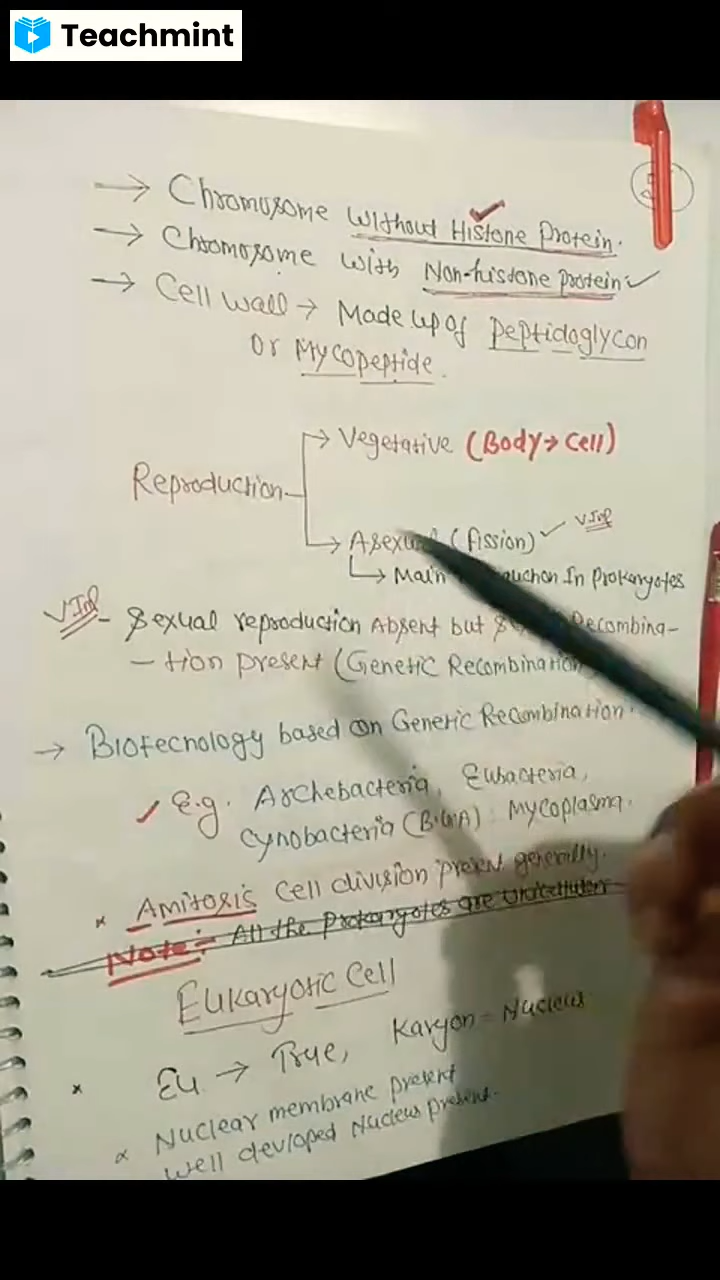 Teachmint
→ Chromosome without Histone Protein.
→ Chromosome with Non-histone protein ✓
→ Cell wall → Made up of Peptidoglycon
or Mycopeptide.
Reproduction
→ Vegetative (Body → Cell)
→ Asexual (fission) ✓ V.Imp
→ Main In Prokaryotes
V.Imp - Sexual reproduction Absent but Recombina-
- tion present (Genetic Recombination
→ Biotecnology based on Genetic Recombination.
E.g. Archebacteria, Eubacteria,
Cynobacteria (B.G.A) Mycoplasma.
× Amitosis Cell division present generally.
Note:- All the Prokaryotes are unicellular
Eukaryotic Cell
× Eu → True, Karyon = Nucleus
× Nuclear membrane present
well devloped Nucleus present.